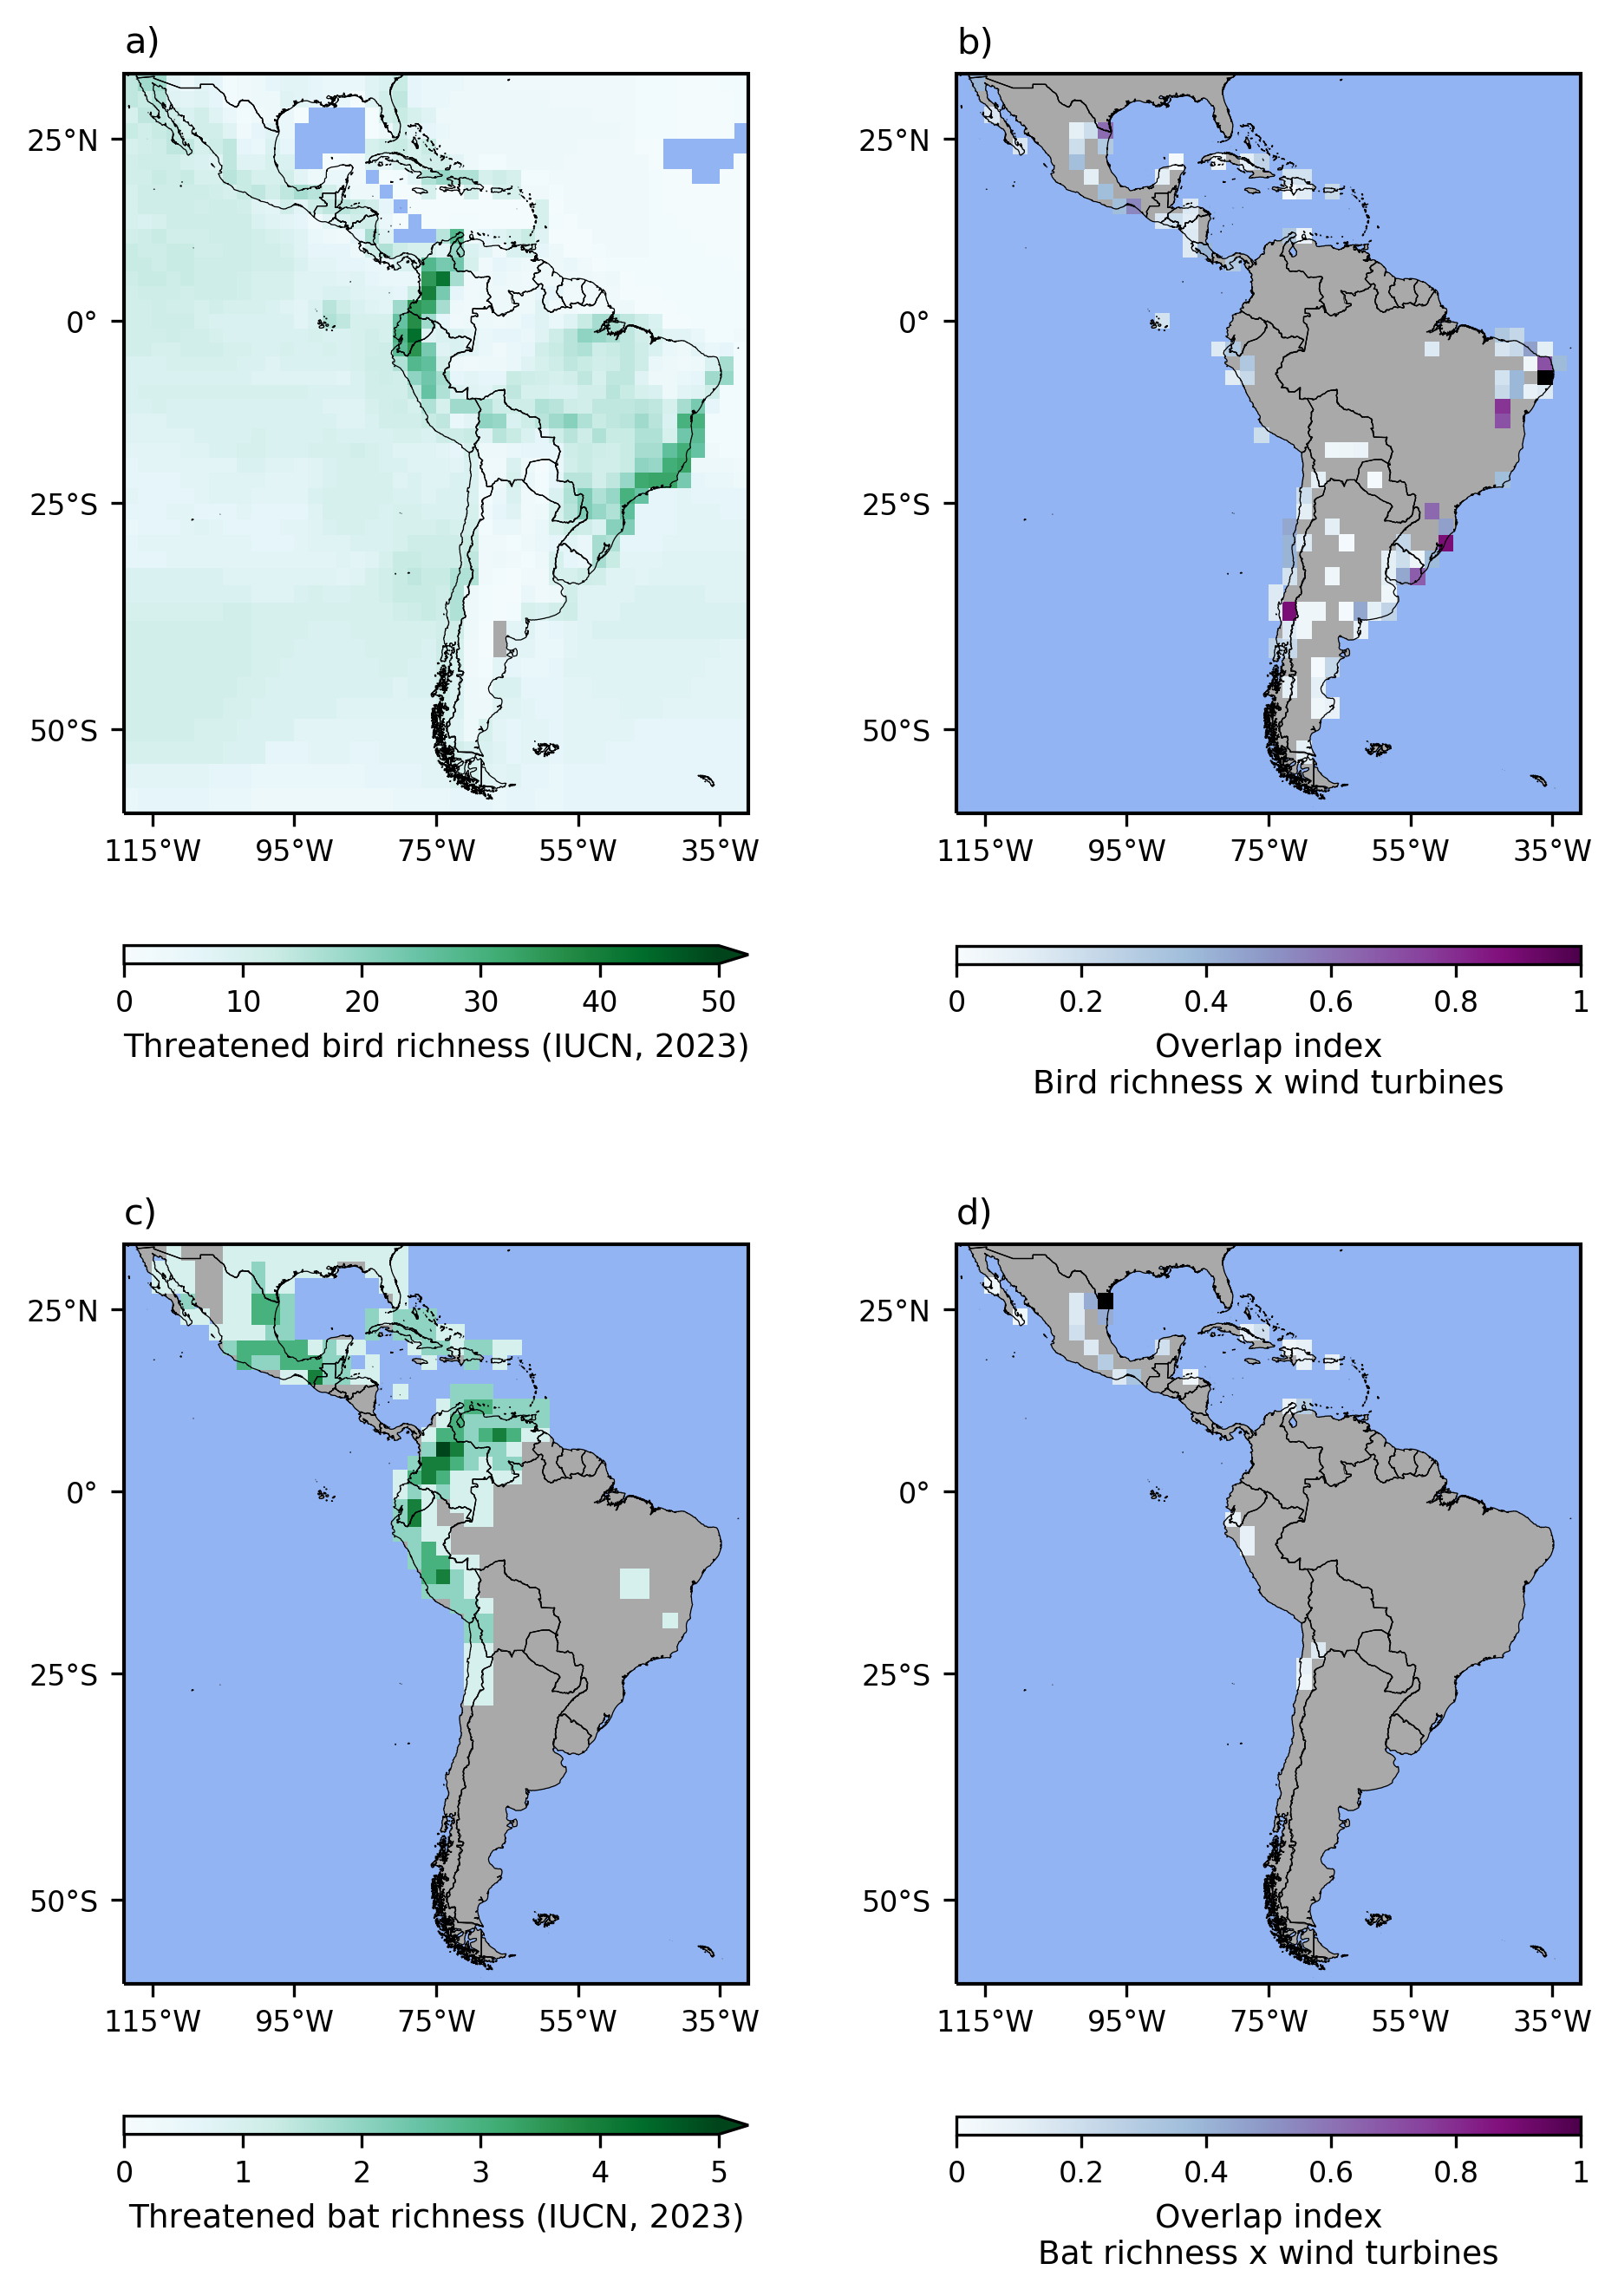 a)
b)
25°N
0°
25°S
50°S
115°W 95°W 75°W 55°W 35°W
25°N
0°
25°S
50°S
115°W 95°W 75°W 55°W 35°W
0 10 20 30 40 50
Threatened bird richness (IUCN, 2023)
0 0.2 0.4 0.6 0.8 1
Overlap index
Bird richness x wind turbines
c)
d)
25°N
0°
25°S
50°S
115°W 95°W 75°W 55°W 35°W
25°N
0°
25°S
50°S
115°W 95°W 75°W 55°W 35°W
0 1 2 3 4 5
Threatened bat richness (IUCN, 2023)
0 0.2 0.4 0.6 0.8 1
Overlap index
Bat richness x wind turbines